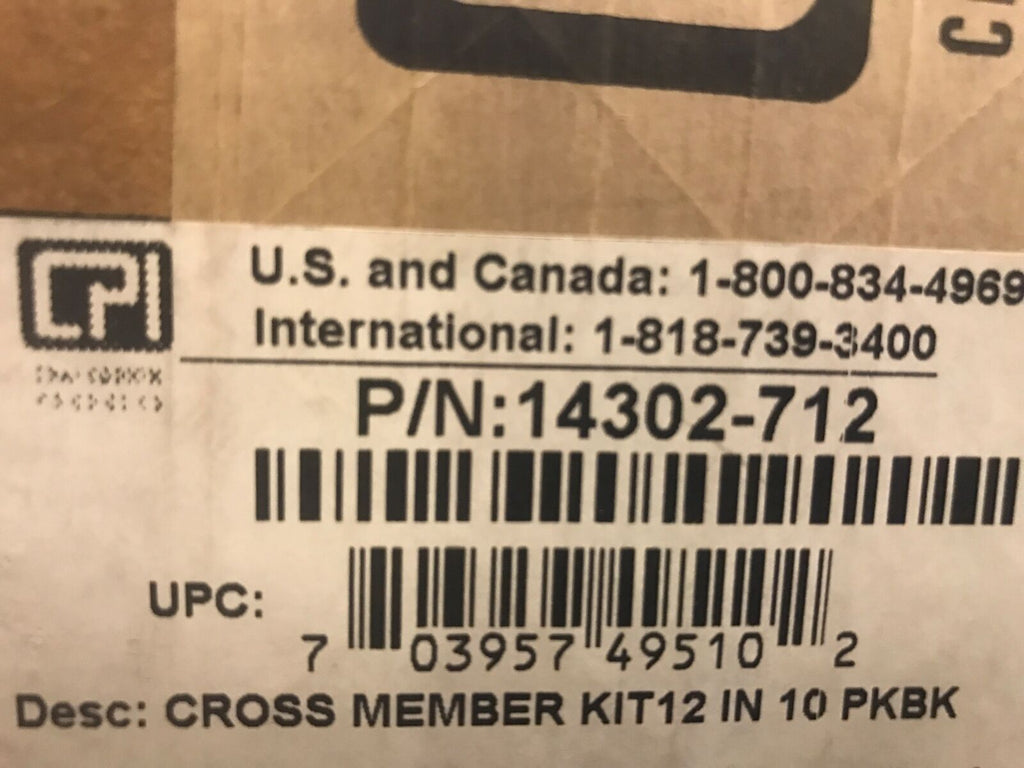 C
CPI
U.S. and Canada: 1-800-834-4969
International: 1-818-739-3400
P/N:14302-712
UPC:
7 03957 49510 2
Desc: CROSS MEMBER KIT12 IN 10 PKBK